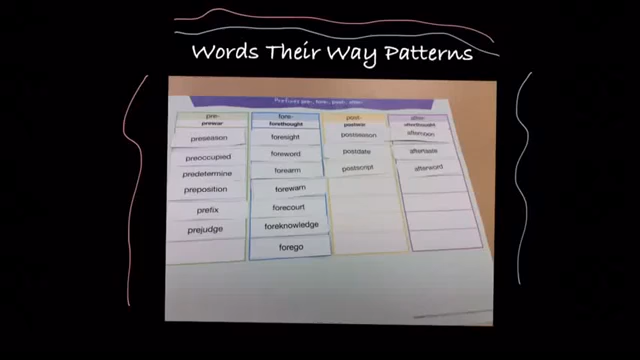 Words Their Way Patterns
Prefixes pre-, fore-, post-, after-
pre- fore- post- after-
prewar forethought postwar afterthought
preseason foresight postseason afternoon
preoccupied foreword postdate aftertaste
predetermine forearm postscript afterword
preposition forewarn
prefix forecourt
prejudge foreknowledge
forego